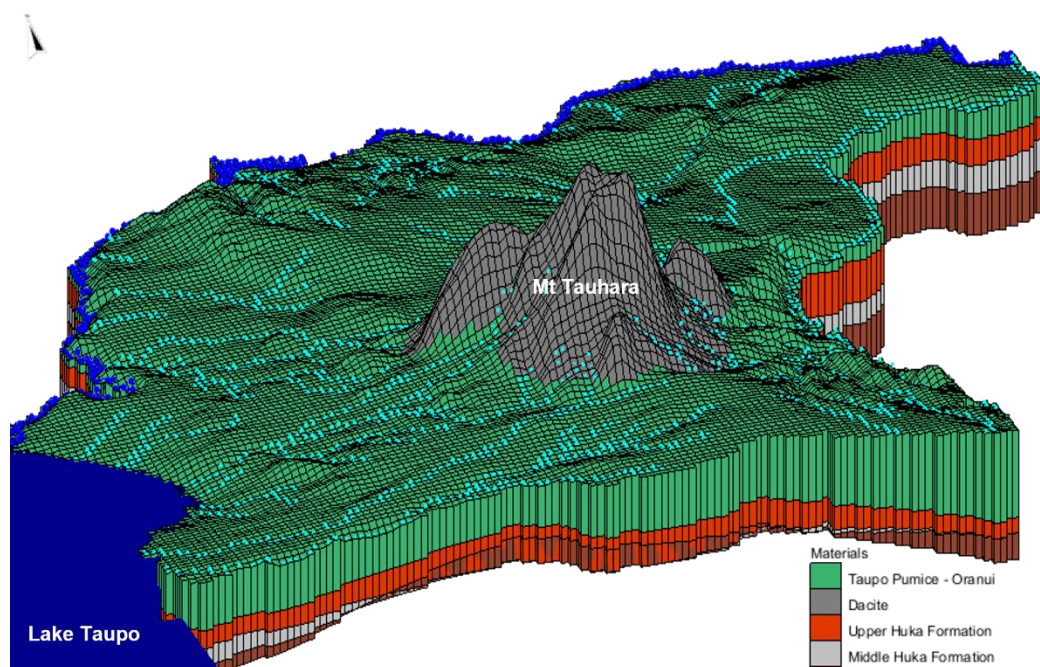 Mt Tauhara
Lake Taupo
Materials
Taupo Pumice - Oranui
Dacite
Upper Huka Formation
Middle Huka Formation